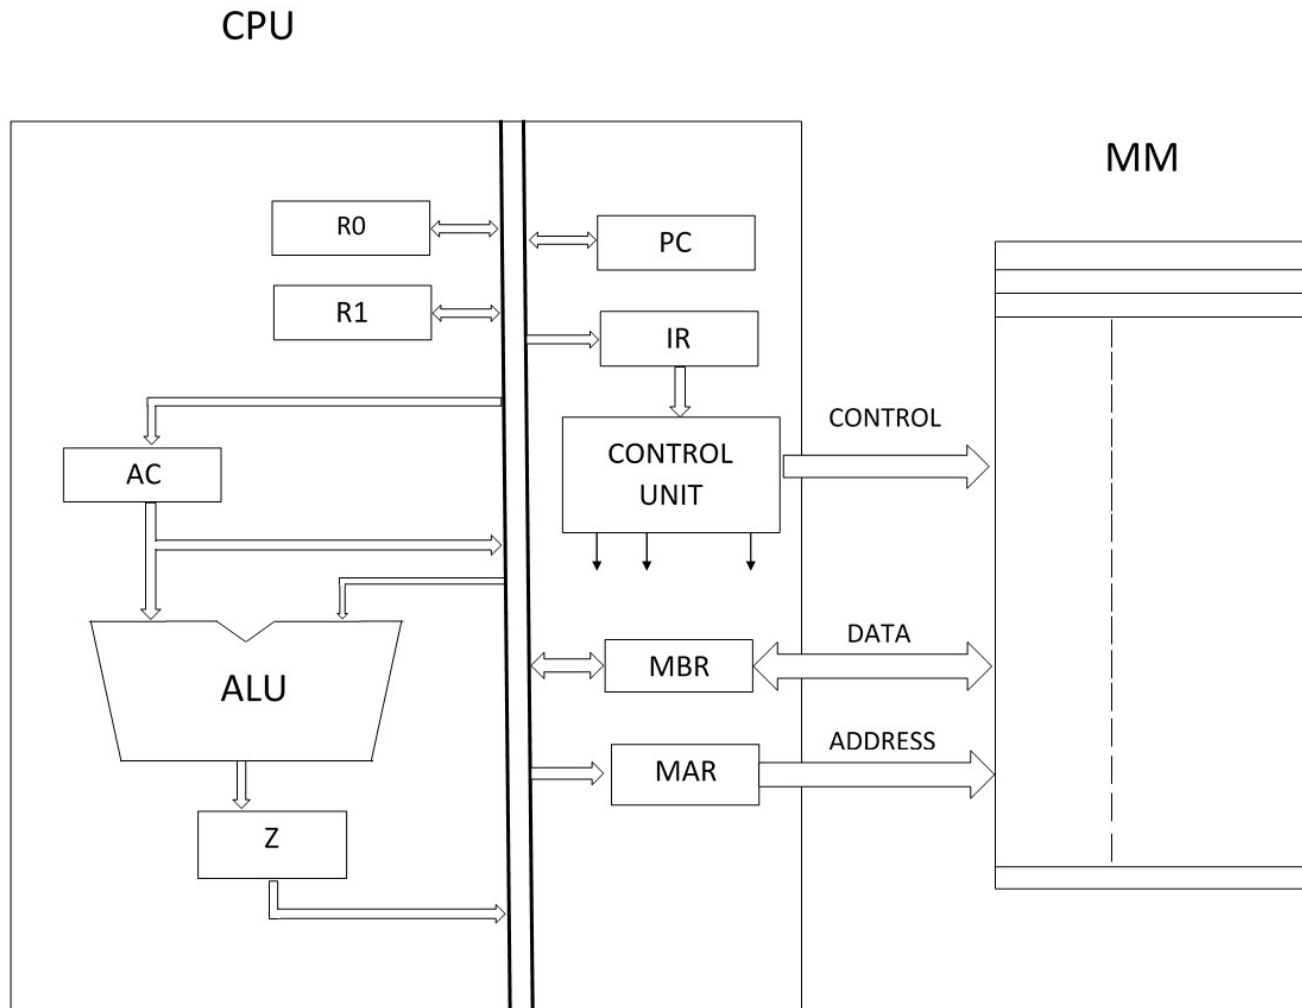 CPU
MM
R0
PC
R1
IR
CONTROL
UNIT
CONTROL
AC
DATA
MBR
ALU
ADDRESS
MAR
Z